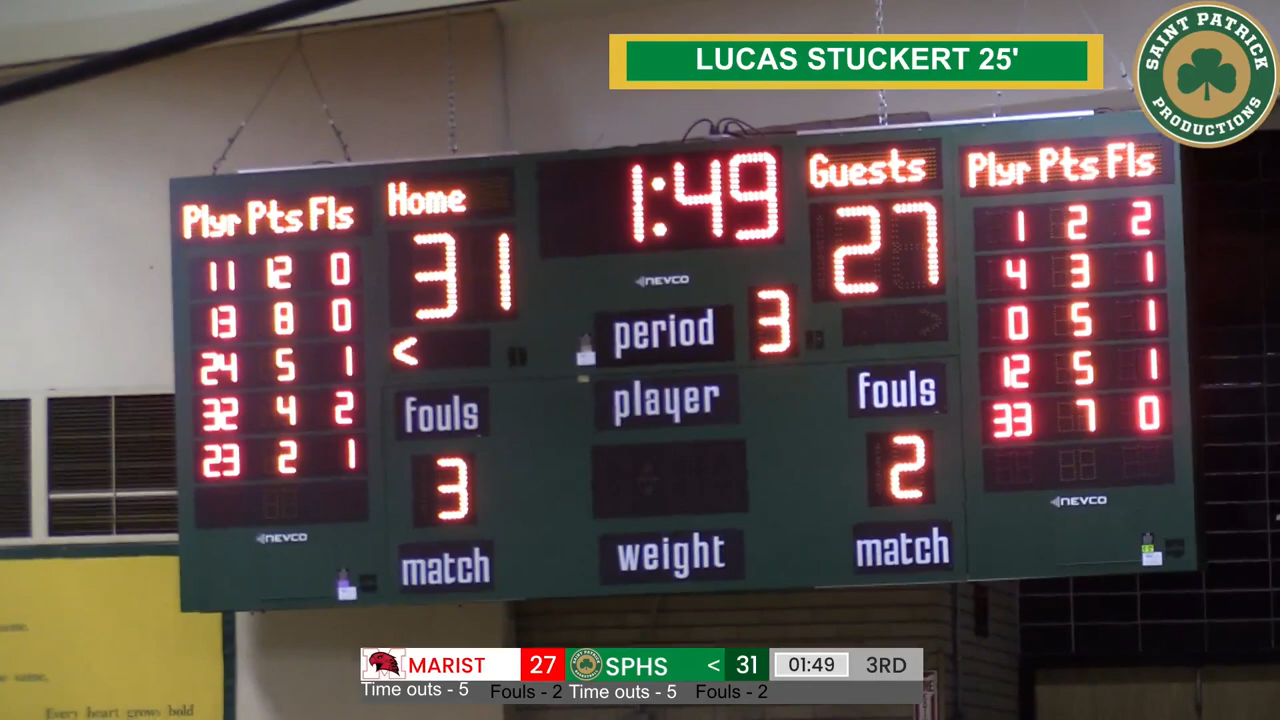 LUCAS STUCKERT 25'
SAINT PATRICK
PRODUCTIONS
Plyr Pts Fls
11 12 0
13 8 0
24 5 1
32 4 2
23 2 1
NEVCO
Home
31
<
fouls
3
match
1:49
NEVCO
period 3
player
weight
Guests
27
fouls
2
match
Plyr Pts Fls
1 2 2
4 3 1
0 5 1
12 5 1
33 7 0
NEVCO
Every heart grows bold
MARIST 27 SPHS < 31 01:49 3RD
Time outs - 5 Fouls - 2 Time outs - 5 Fouls - 2